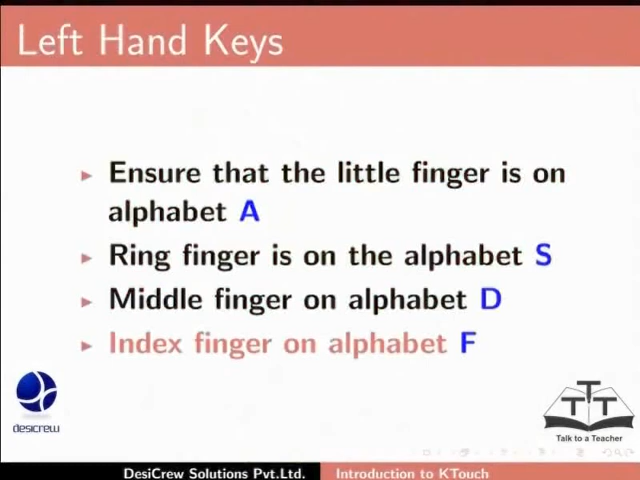 Left Hand Keys
Ensure that the little finger is on
alphabet A
Ring finger is on the alphabet S
Middle finger on alphabet D
Index finger on alphabet F
desicrew
TTT
Talk to a Teacher
DesiCrew Solutions Pvt.Ltd. Introduction to KTouch